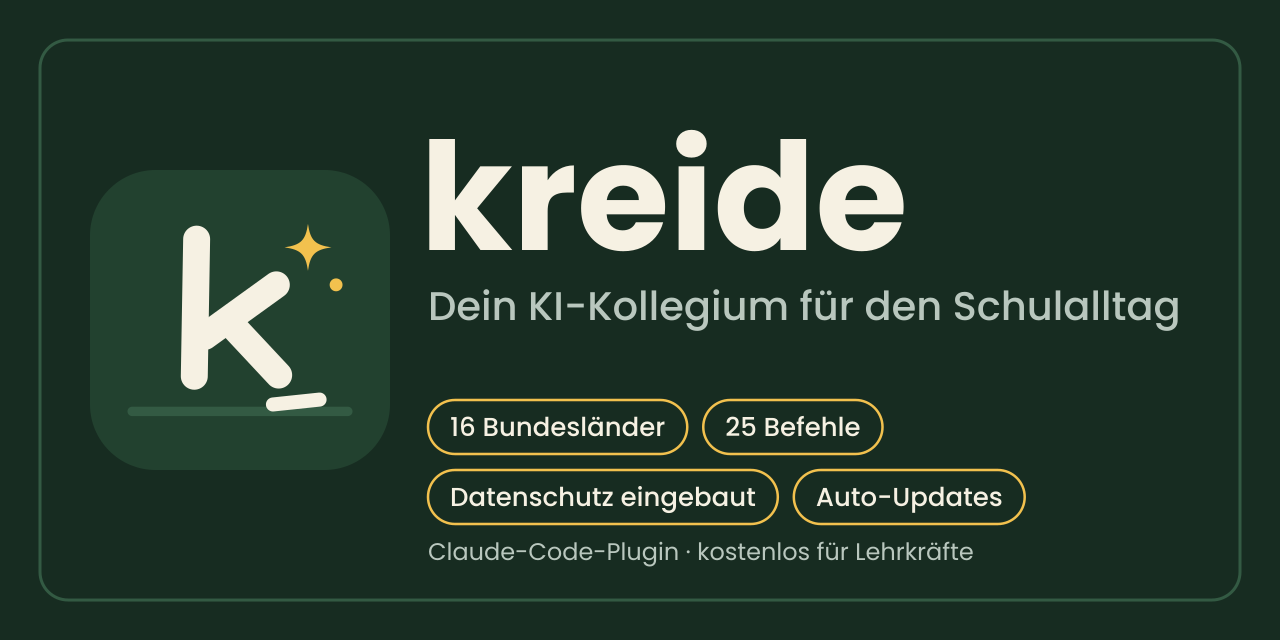 k
kreide
Dein KI-Kollegium für den Schulalltag
16 Bundesländer
25 Befehle
Datenschutz eingebaut
Auto-Updates
Claude-Code-Plugin · kostenlos für Lehrkräfte